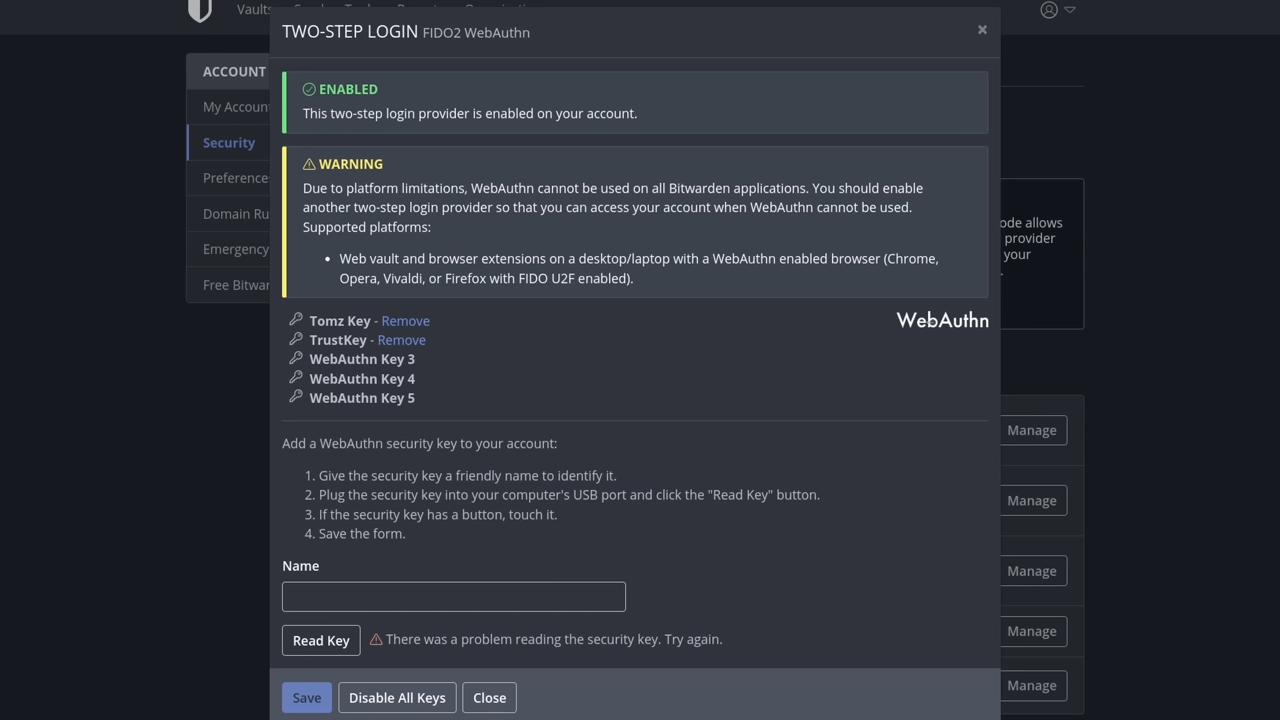 Vaults
TWO-STEP LOGIN FIDO2 WebAuthn
×
ACCOUNT
My Account
Security
Preference
Domain Ru
Emergency
Free Bitwar
ENABLED
This two-step login provider is enabled on your account.
WARNING
Due to platform limitations, WebAuthn cannot be used on all Bitwarden applications. You should enable
another two-step login provider so that you can access your account when WebAuthn cannot be used.
Supported platforms:
• Web vault and browser extensions on a desktop/laptop with a WebAuthn enabled browser (Chrome,
Opera, Vivaldi, or Firefox with FIDO U2F enabled).
ode allows
provider
your
Tomz Key - Remove
WebAuthn
TrustKey - Remove
WebAuthn Key 3
WebAuthn Key 4
WebAuthn Key 5
Add a WebAuthn security key to your account:
1. Give the security key a friendly name to identify it.
2. Plug the security key into your computer's USB port and click the "Read Key" button.
3. If the security key has a button, touch it.
4. Save the form.
Name
Read Key
There was a problem reading the security key. Try again.
Save
Disable All Keys
Close
Manage
Manage
Manage
Manage
Manage